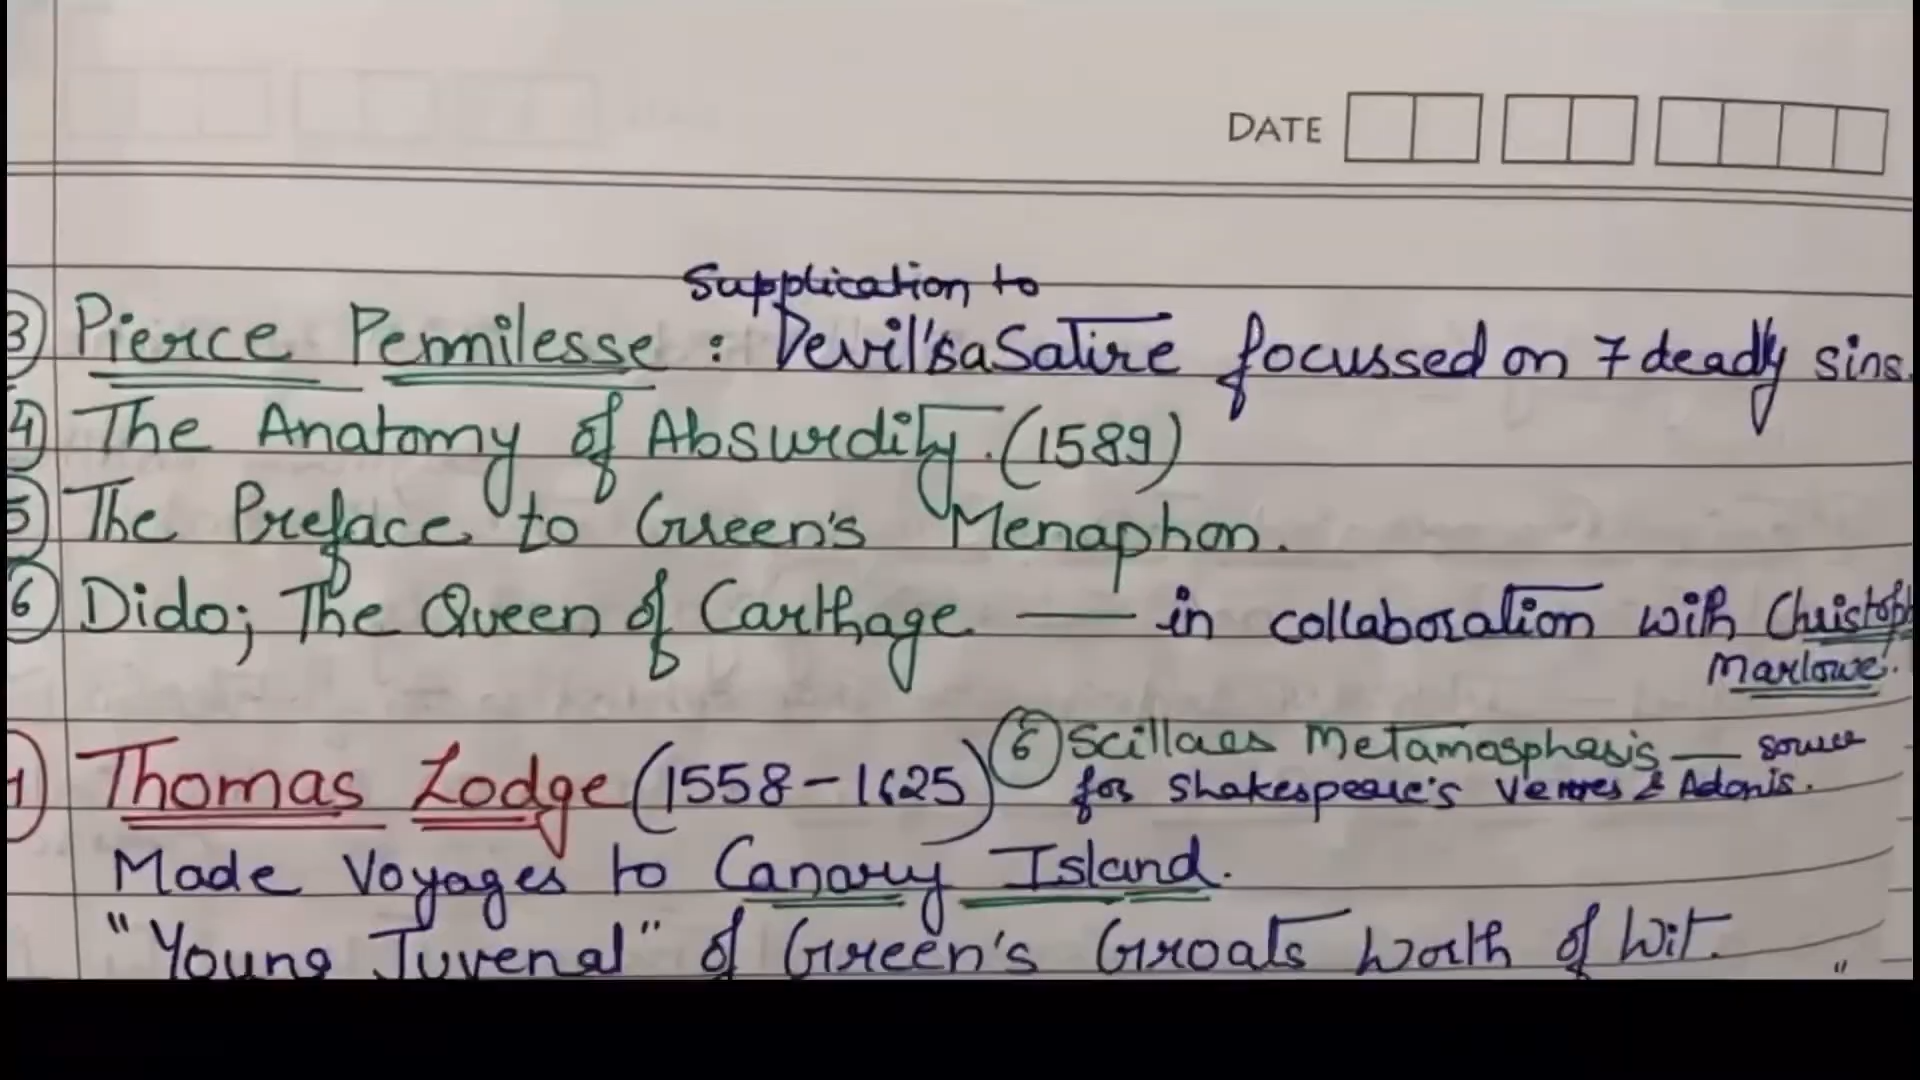 DATE
Supplication to
3 Pierce Pennilesse : Devil's a Satire focussed on 7 deadly sins.
4 The Anatomy of Absurdity. (1589)
5 The Preface to Green's Menaphon.
6 Dido; The Queen of Carthage — in collaboration with Christoph
Marlowe.
6 Scillaes Metamosphasis — source
1) Thomas Lodge (1558-1625)
for Shakespeare's Venres & Adonis.
Made Voyages to Canary Island.
"Young Juvenal" of Green's Groats Worth of Wit.